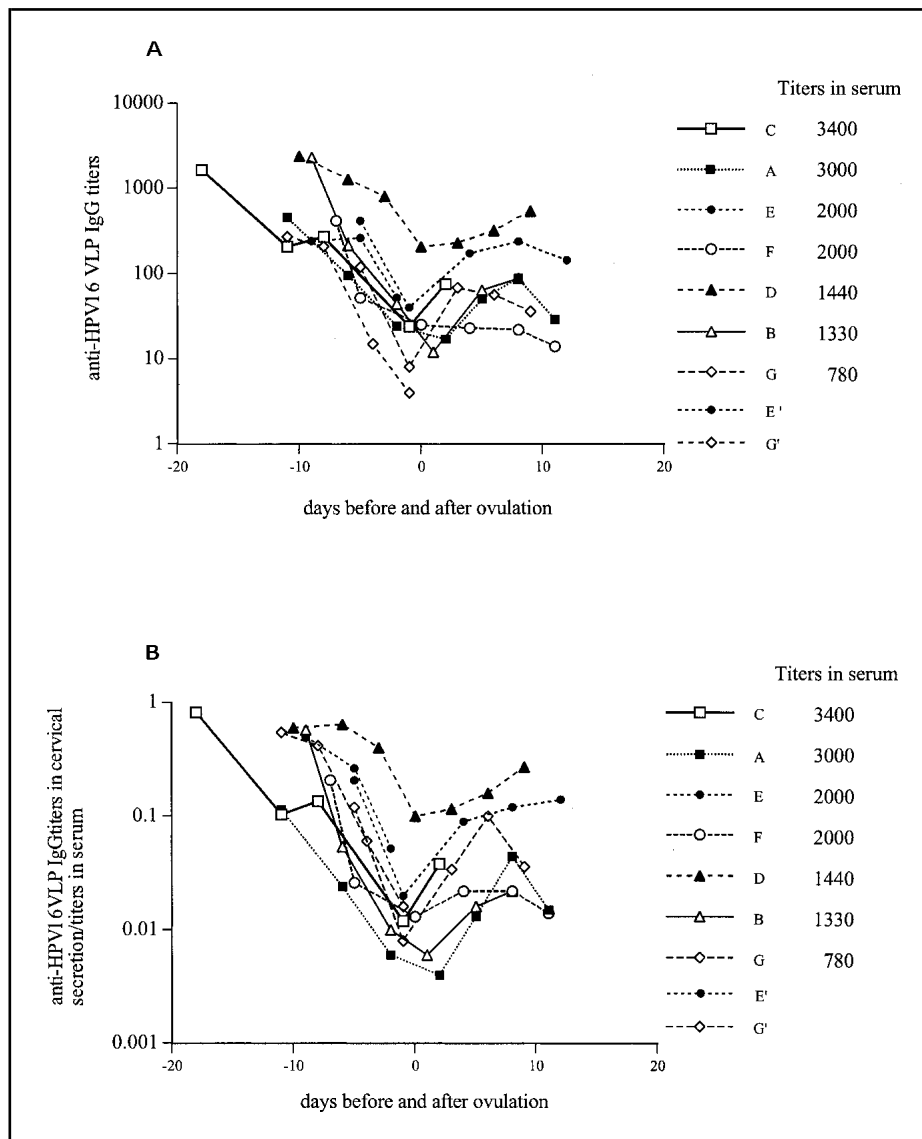 A
Titers in serum
anti-HPV16 VLP IgG titers
10000
1000
100
10
1
-20
-10
0
10
20
days before and after ovulation
C 3400
A 3000
E 2000
F 2000
D 1440
B 1330
G 780
E'
G'
B
Titers in serum
anti-HPV16VLP IgGtiters in cervical
secretion/titers in serum
1
0.1
0.01
0.001
-20
-10
0
10
20
days before and after ovulation
C 3400
A 3000
E 2000
F 2000
D 1440
B 1330
G 780
E'
G'